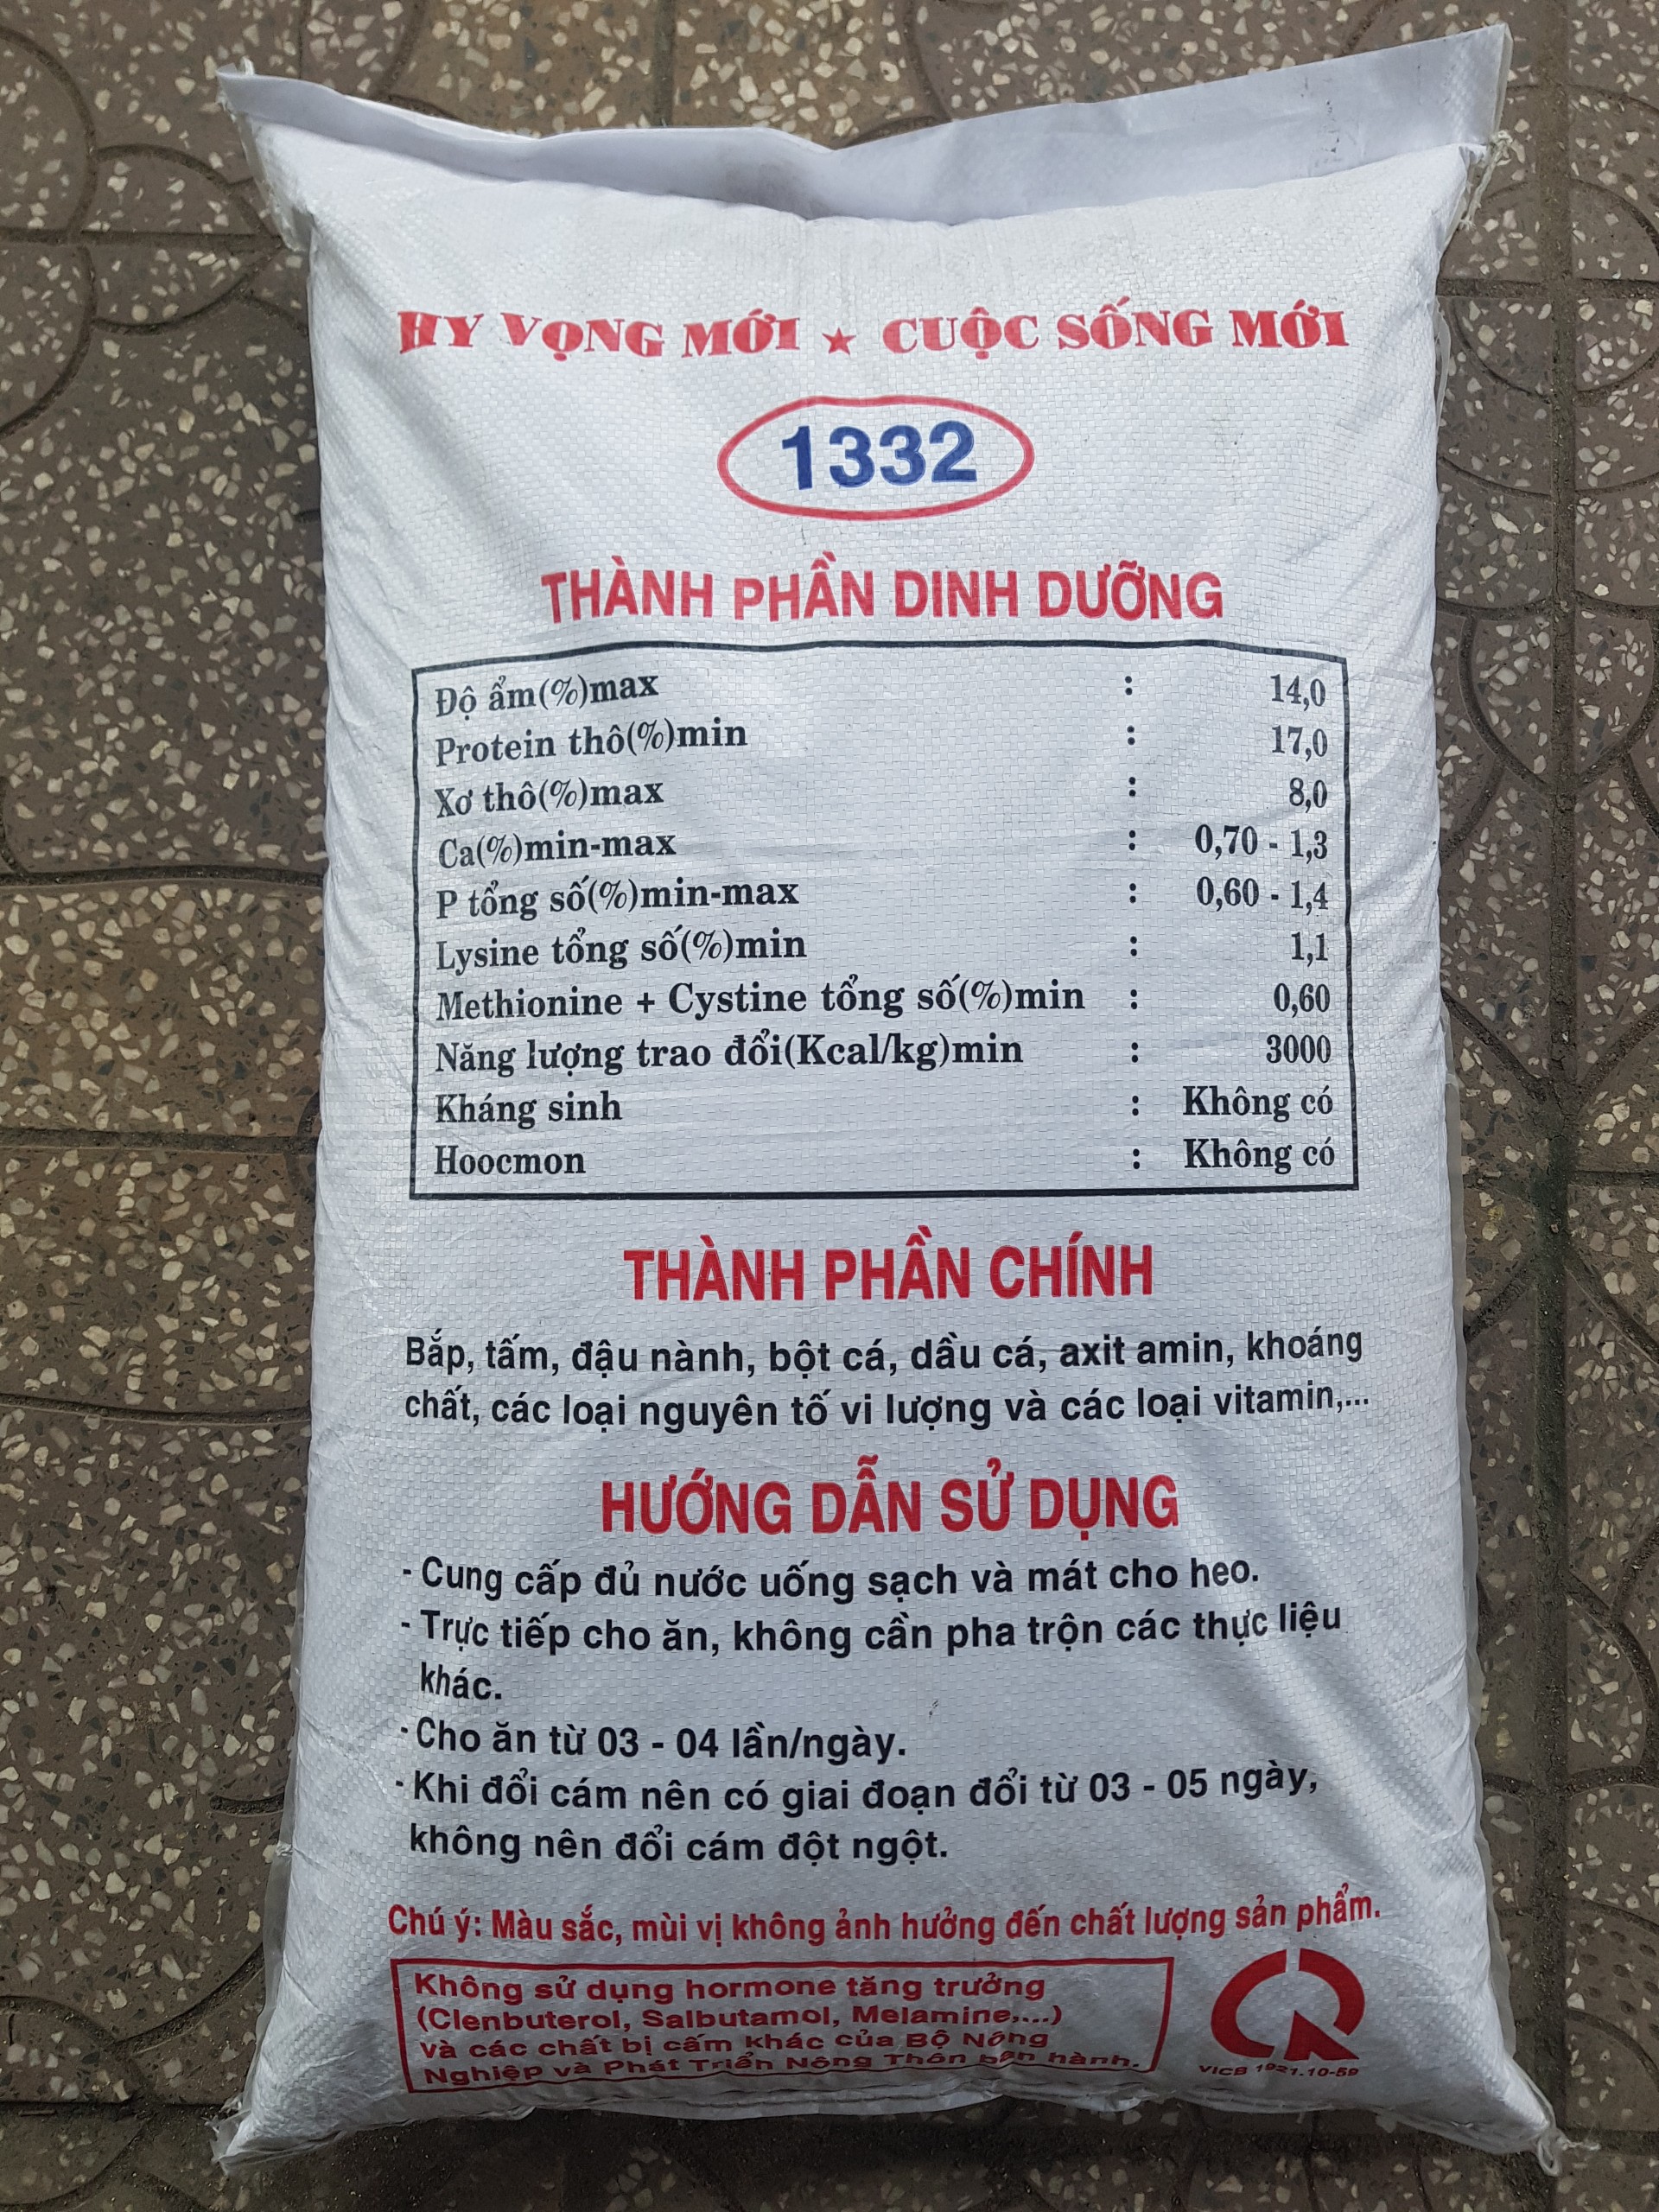 HY VỌNG MỚI ★ CUỘC SỐNG MỚI
1332
THÀNH PHẦN DINH DƯỠNG
Độ ẩm(%)max : 14,0
Protein thô(%)min : 17,0
Xơ thô(%)max : 8,0
Ca(%)min-max : 0,70 - 1,3
P tổng số(%)min-max : 0,60 - 1,4
Lysine tổng số(%)min : 1,1
Methionine + Cystine tổng số(%)min : 0,60
Năng lượng trao đổi(Kcal/kg)min : 3000
Kháng sinh : Không có
Hoocmon : Không có
THÀNH PHẦN CHÍNH
Bắp, tấm, đậu nành, bột cá, dầu cá, axit amin, khoáng
chất, các loại nguyên tố vi lượng và các loại vitamin,...
HƯỚNG DẪN SỬ DỤNG
- Cung cấp đủ nước uống sạch và mát cho heo.
- Trực tiếp cho ăn, không cần pha trộn các thực liệu
khác.
- Cho ăn từ 03 - 04 lần/ngày.
- Khi đổi cám nên có giai đoạn đổi từ 03 - 05 ngày,
không nên đổi cám đột ngột.
Chú ý: Màu sắc, mùi vị không ảnh hưởng đến chất lượng sản phẩm.
Không sử dụng hormone tăng trưởng
(Clenbuterol, Salbutamol, Melamine,...)
và các chất bị cấm khác của Bộ Nông
Nghiệp và Phát Triển Nông Thôn ban hành.
VICB 1921.10-59